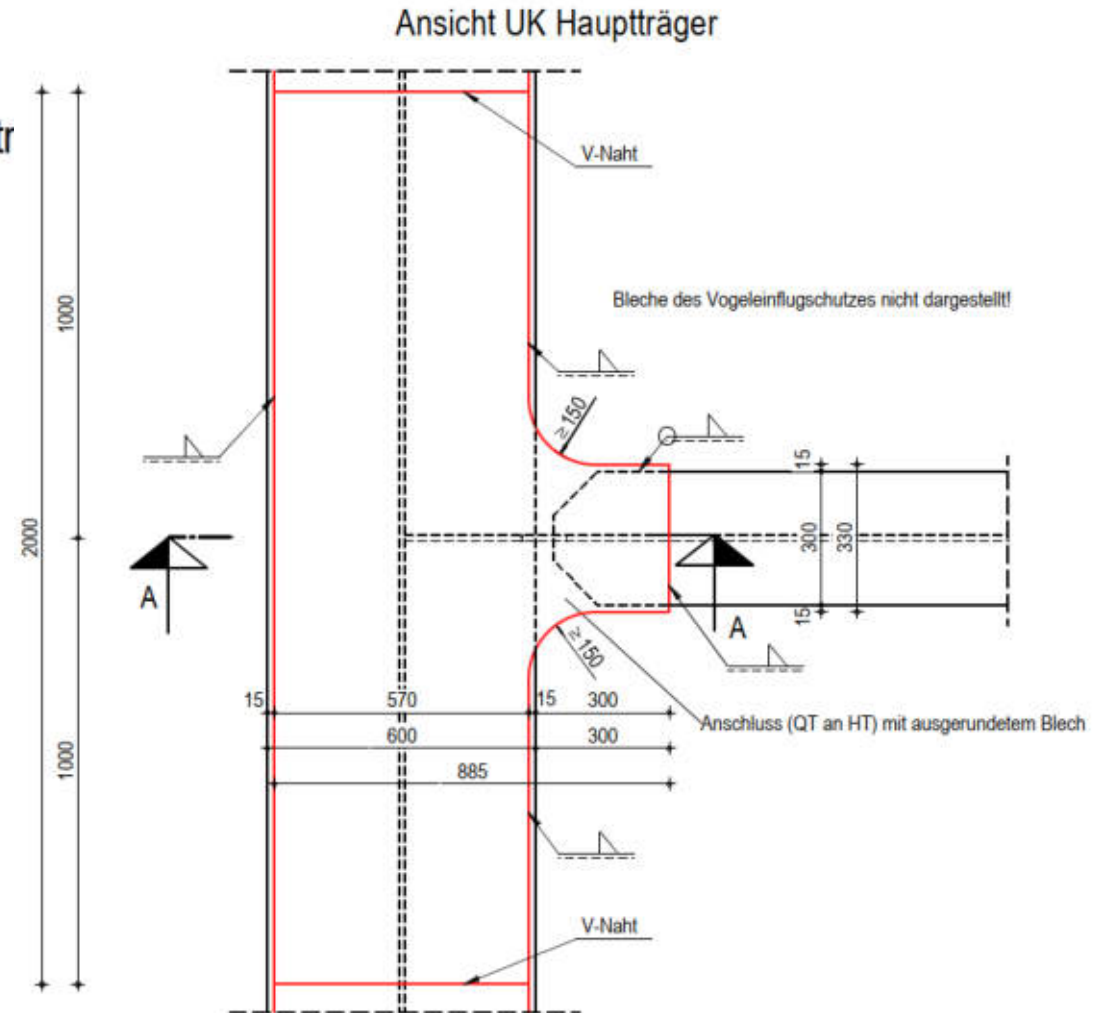 Ansicht UK Hauptträger
tr
V-Naht
1000
Bleche des Vogeleinflugschutzes nicht dargestellt!
≥ 150
15
2000
300
330
A
A
15
≥ 150
15
570
15
300
Anschluss (QT an HT) mit ausgerundetem Blech
600
300
1000
885
V-Naht